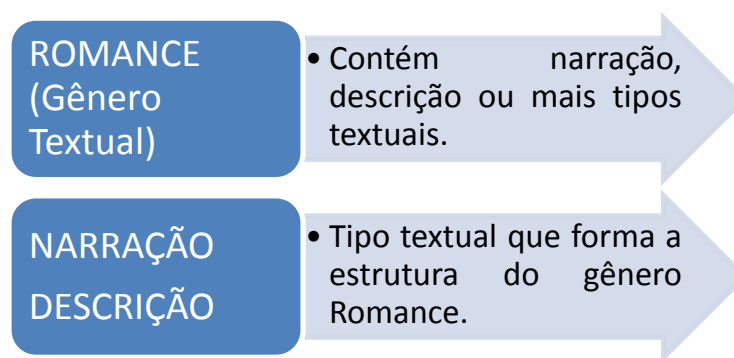 ROMANCE
(Gênero
Textual)
• Contém narração,
descrição ou mais tipos
textuais.
NARRAÇÃO
DESCRIÇÃO
• Tipo textual que forma a
estrutura do gênero
Romance.